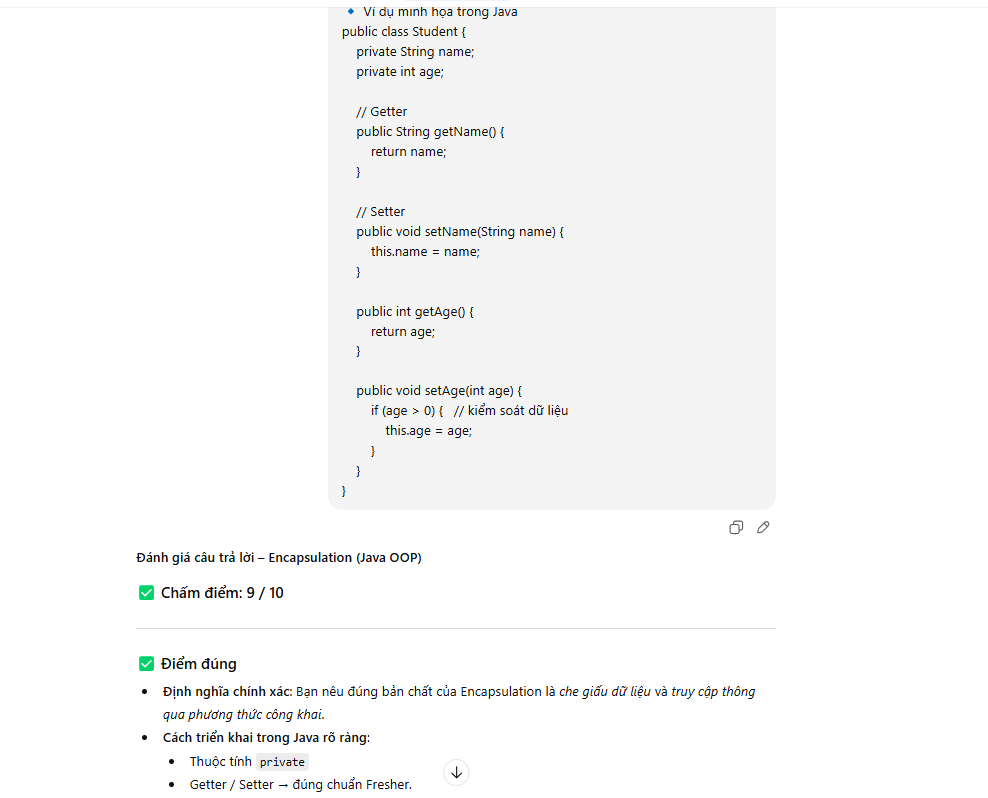 🔹 Ví dụ minh họa trong Java
public class Student {
private String name;
private int age;
// Getter
public String getName() {
return name;
}
// Setter
public void setName(String name) {
this.name = name;
}
public int getAge() {
return age;
}
public void setAge(int age) {
if (age > 0) {   // kiểm soát dữ liệu
this.age = age;
}
}
}
Đánh giá câu trả lời – Encapsulation (Java OOP)
✅ Chấm điểm: 9 / 10
✅ Điểm đúng
• Định nghĩa chính xác: Bạn nêu đúng bản chất của Encapsulation là che giấu dữ liệu và truy cập thông
qua phương thức công khai.
• Cách triển khai trong Java rõ ràng:
• Thuộc tính private
• Getter / Setter → đúng chuẩn Fresher.